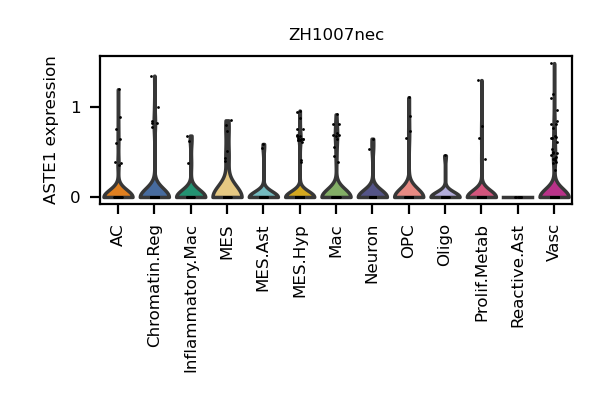 ZH1007nec
ASTE1 expression
1
0
AC
Chromatin.Reg
Inflammatory.Mac
MES
MES.Ast
MES.Hyp
Mac
Neuron
OPC
Oligo
Prolif.Metab
Reactive.Ast
Vasc